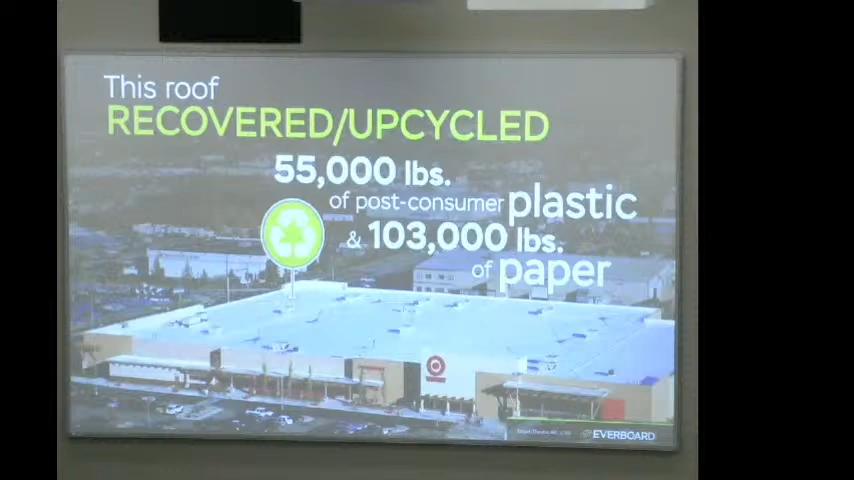 This roof
RECOVERED/UPCYCLED
55,000 lbs.
of post-consumer plastic
& 103,000 lbs.
of paper
EVERBOARD